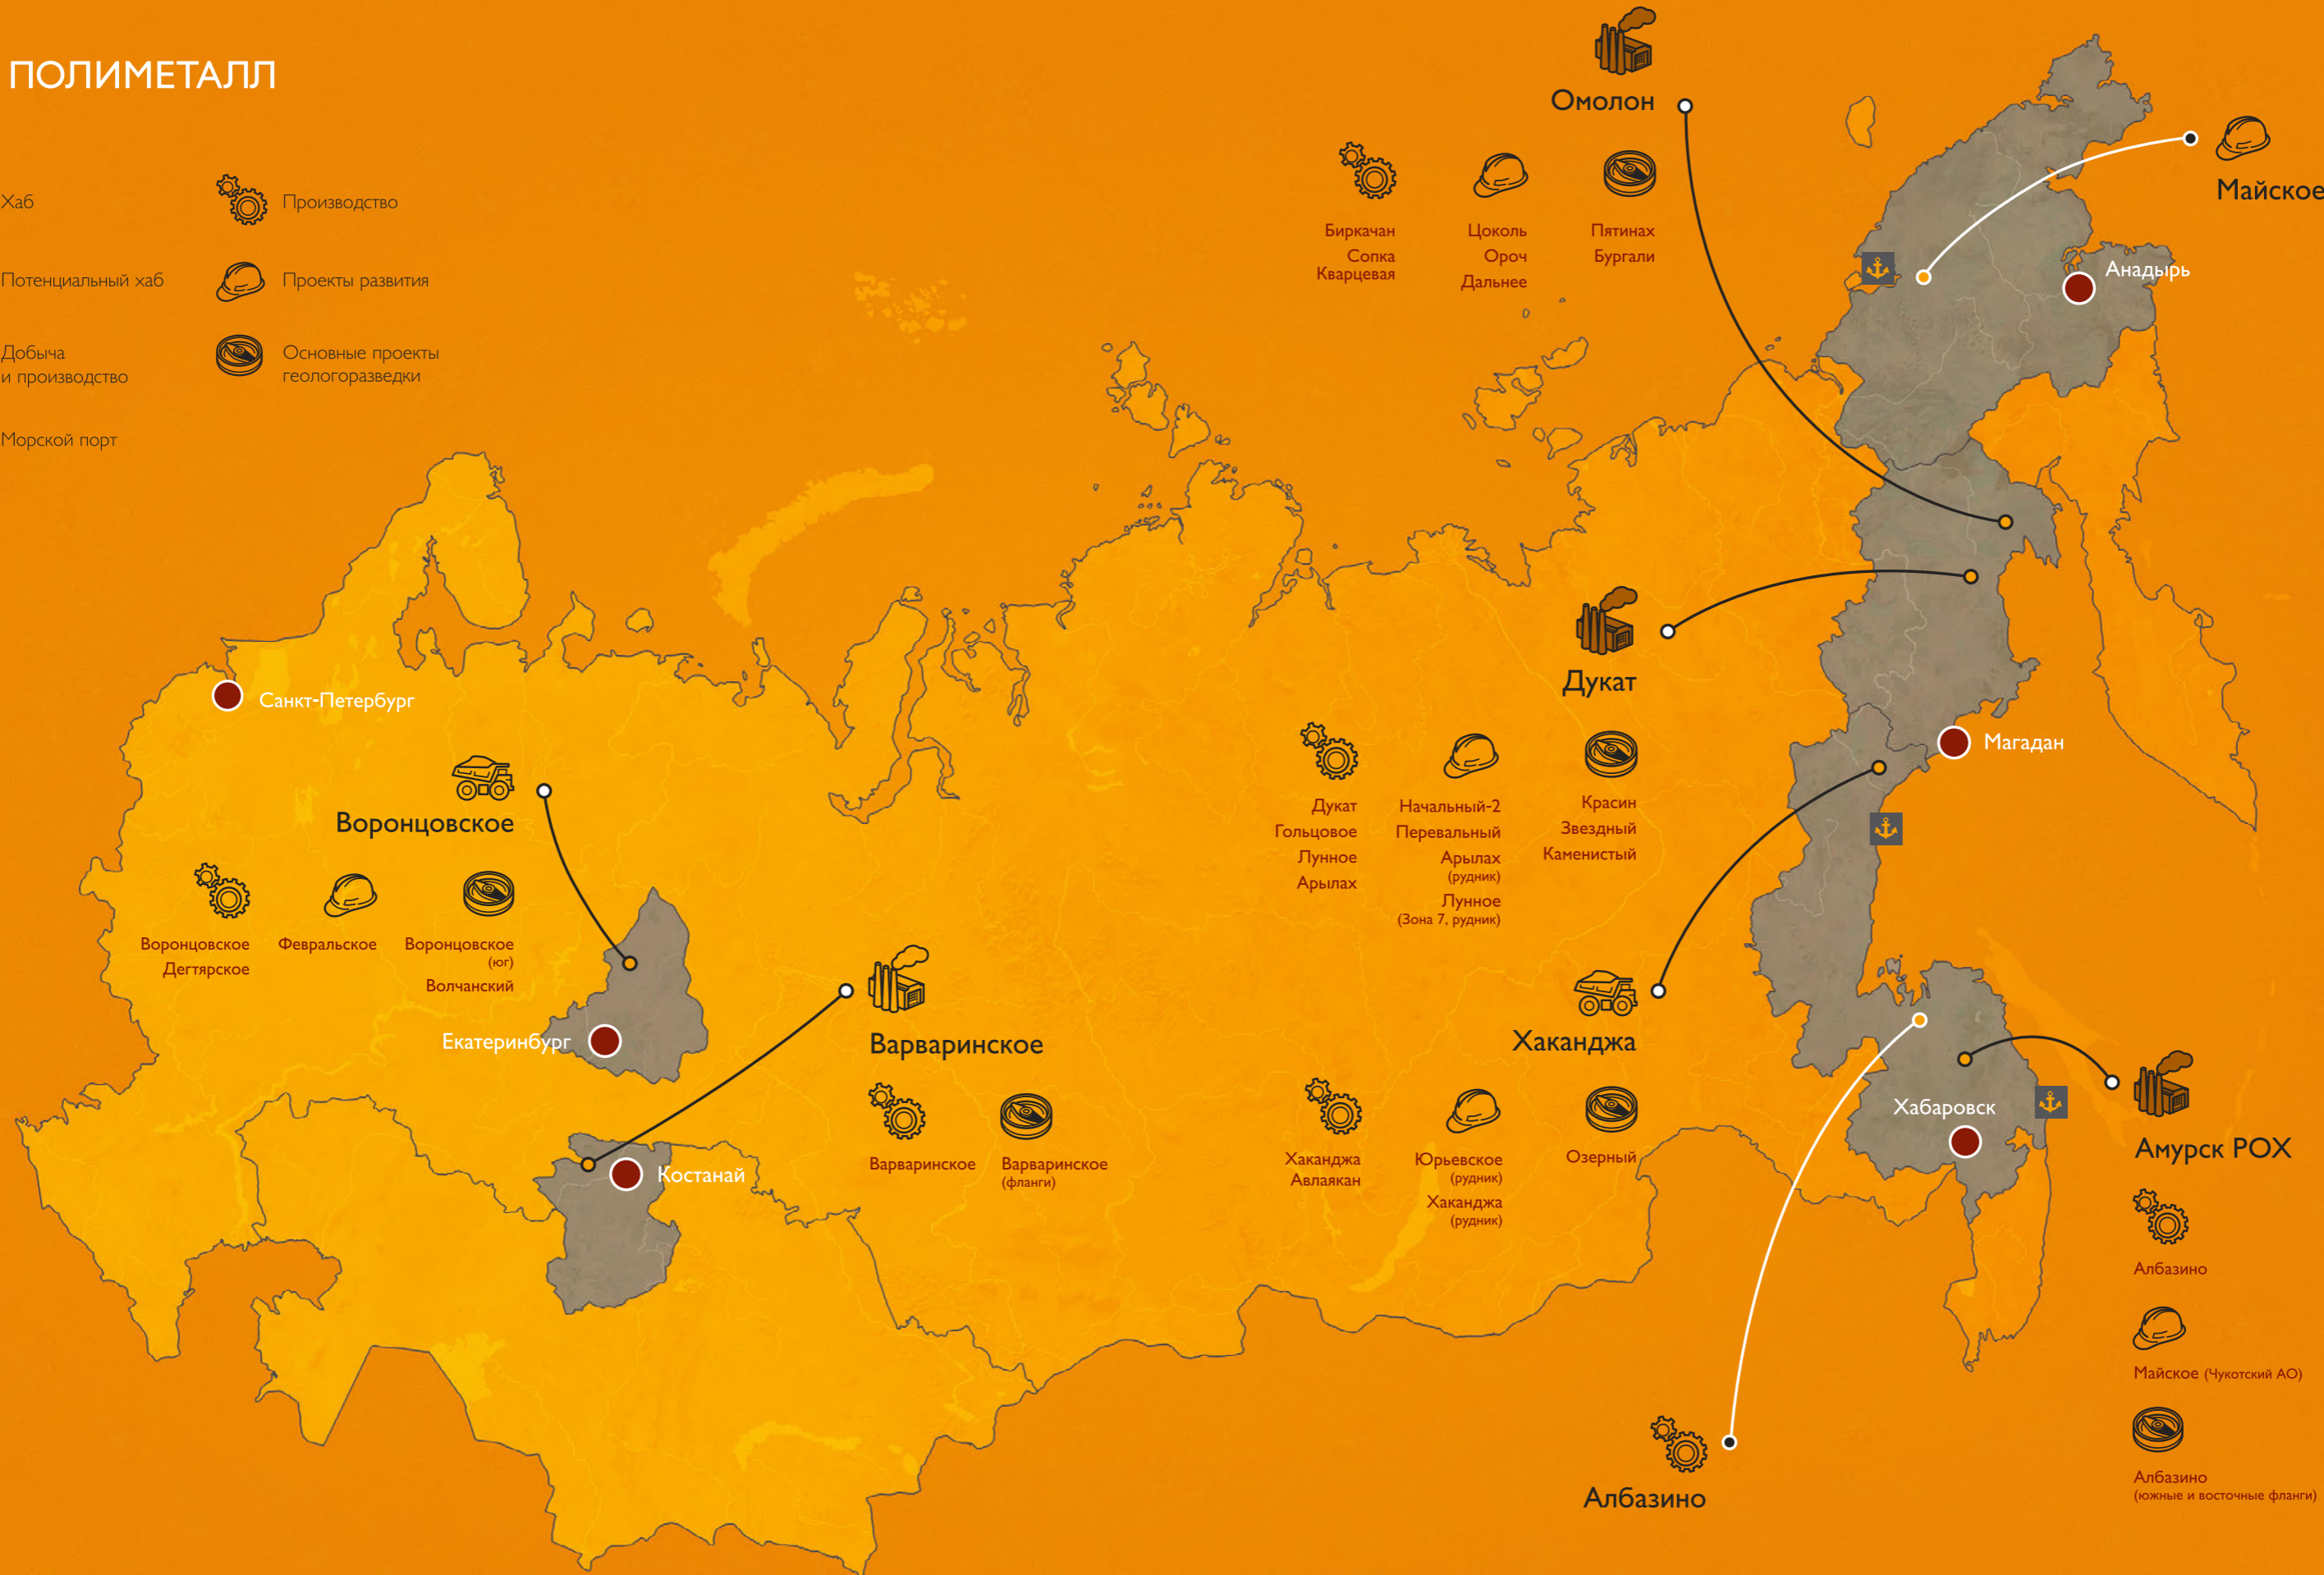 ПОЛИМЕТАЛЛ
Хаб
Производство
Потенциальный хаб
Проекты развития
Добыча
и производство
Основные проекты
геологоразведки
Морской порт
Омолон
Биркачан
Сопка
Кварцевая
Цоколь
Ороч
Дальнее
Пятинах
Бургали
Майское
Анадырь
Дукат
Дукат
Гольцовое
Лунное
Арылах
Начальный-2
Перевальный
Арылах
(рудник)
Лунное
(Зона 7, рудник)
Красин
Звездный
Каменистый
Магадан
Санкт-Петербург
Воронцовское
Воронцовское
Дегтярское
Февральское
Воронцовское
(юг)
Волчанский
Екатеринбург
Варваринское
Варваринское
Варваринское
(фланги)
Костанай
Хаканджа
Хаканджа
Авлаякан
Юрьевское
(рудник)
Хаканджа
(рудник)
Озерный
Хабаровск
Амурск РОХ
Албазино
Майское (Чукотский АО)
Албазино
(южные и восточные фланги)
Албазино